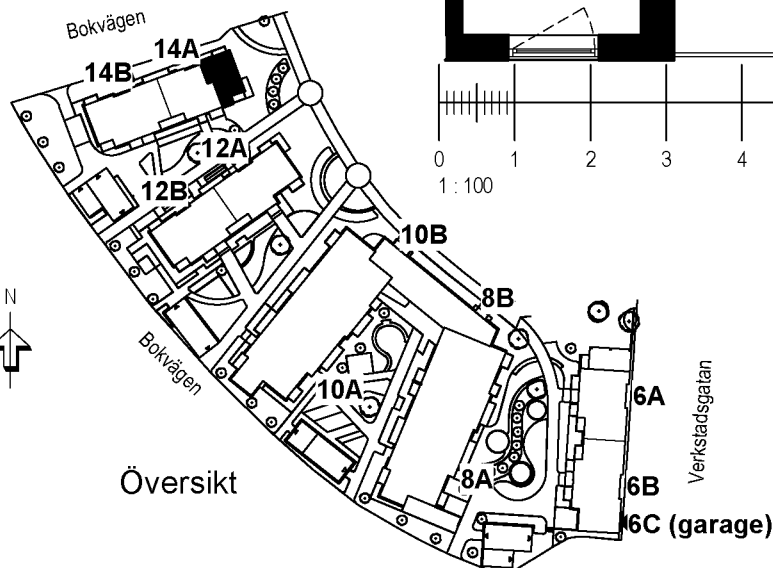 Bokvägen
14A
14B
12A
12B
0 1 2 3 4
1 : 100
10B
8B
N
Bokvägen
10A
6A
Verkstadsgatan
Översikt
8A
6B
6C (garage)